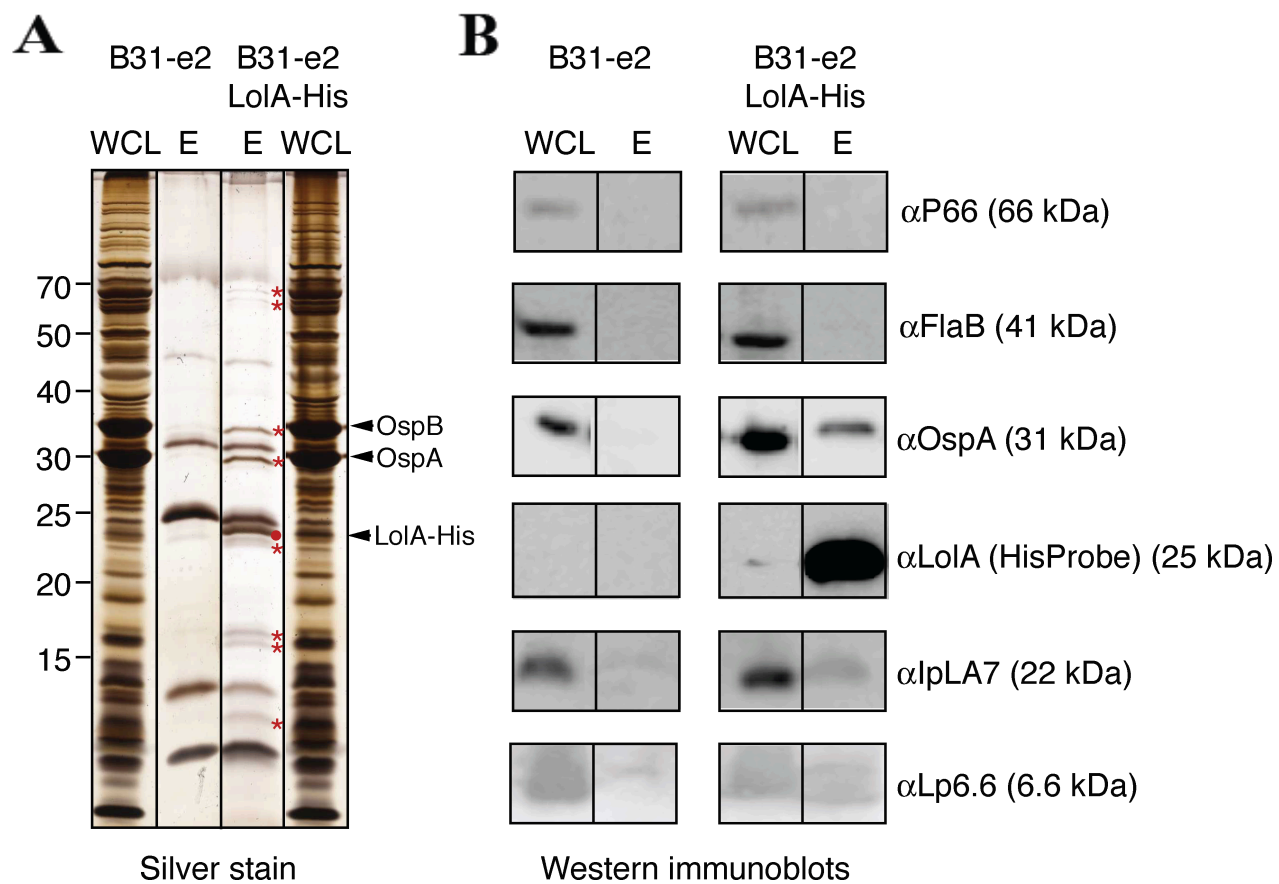 A
B31-e2
B31-e2
LolA-His
WCL E E WCL
70
50
40
30
25
20
15
*
*
*
*
*
*
*
*
OspB
OspA
LolA-His
Silver stain
B
B31-e2
B31-e2
LolA-His
WCL E WCL E
αP66 (66 kDa)
αFlaB (41 kDa)
αOspA (31 kDa)
αLolA (HisProbe) (25 kDa)
αIpLA7 (22 kDa)
αLp6.6 (6.6 kDa)
Western immunoblots